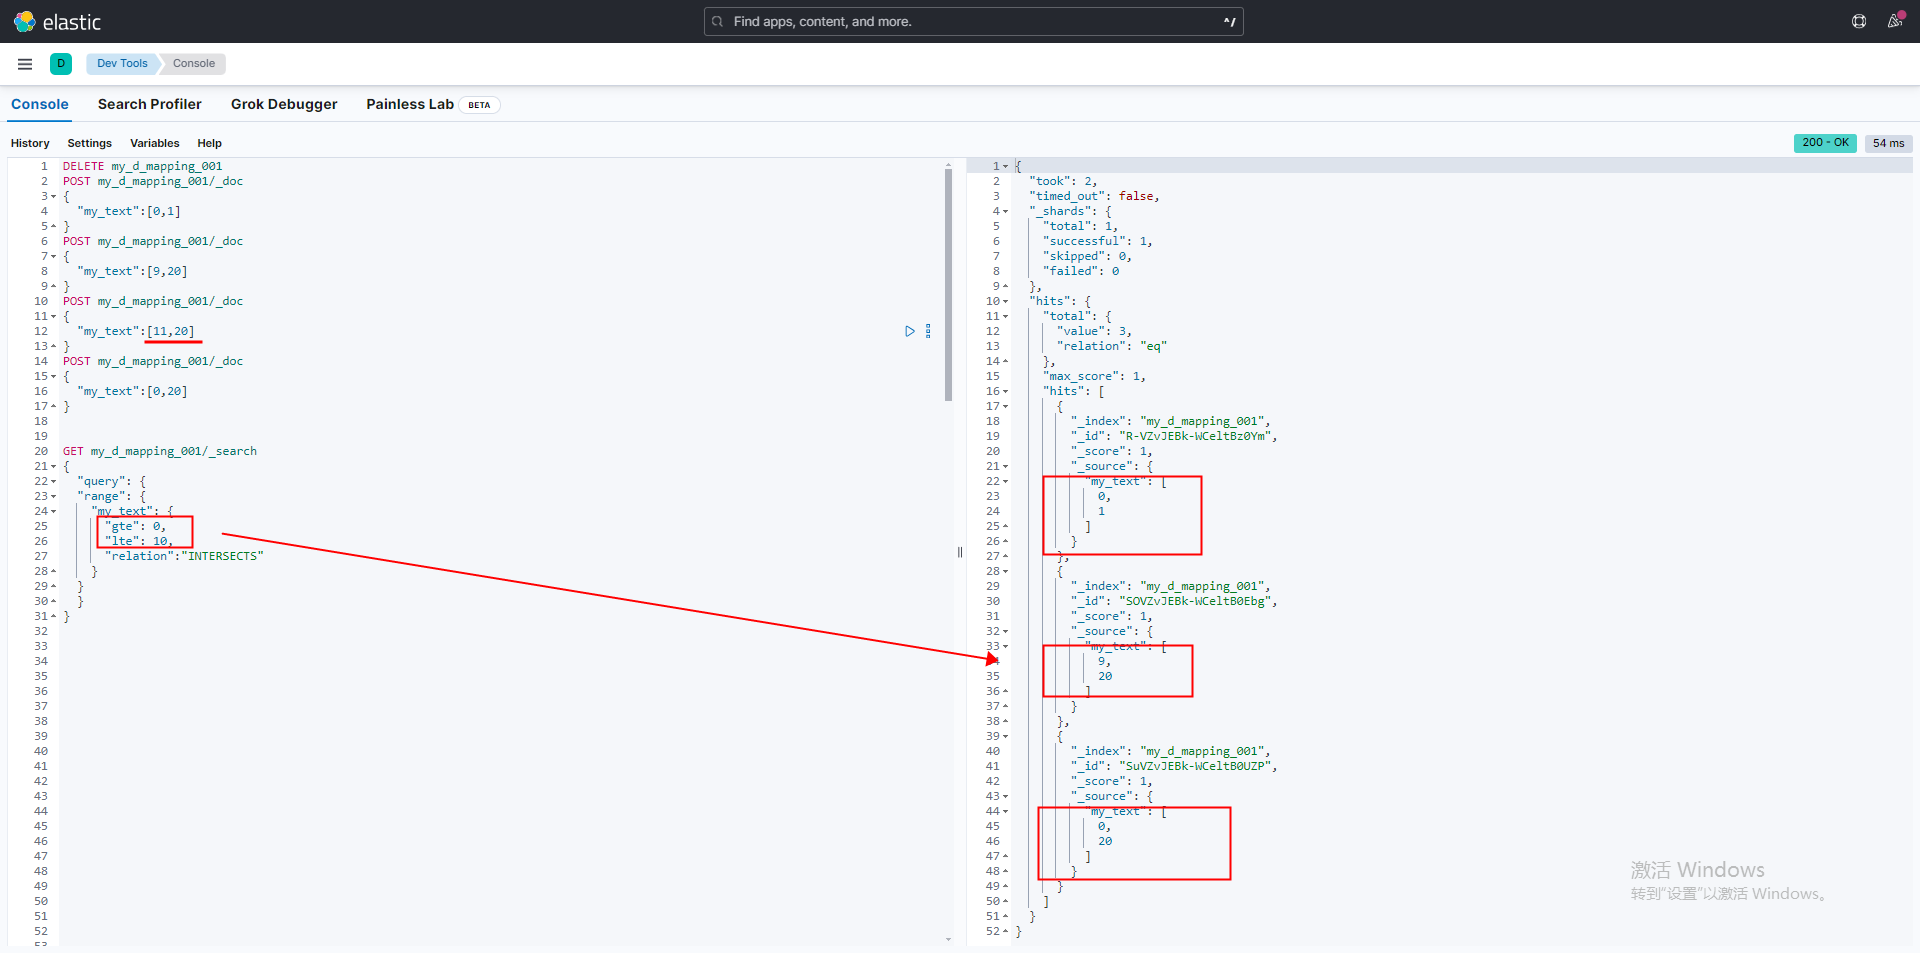 elastic
Find apps, content, and more.
^/
D
Dev Tools
Console
Console
Search Profiler
Grok Debugger
Painless Lab
BETA
History
Settings
Variables
Help
200 - OK
54 ms
1 DELETE my_d_mapping_001
2 POST my_d_mapping_001/_doc
3 {
4 "my_text":[0,1]
5 }
6 POST my_d_mapping_001/_doc
7 {
8 "my_text":[9,20]
9 }
10 POST my_d_mapping_001/_doc
11 {
12 "my_text":[11,20]
13 }
14 POST my_d_mapping_001/_doc
15 {
16 "my_text":[0,20]
17 }
18
19
20 GET my_d_mapping_001/_search
21 {
22 "query": {
23 "range": {
24 "my_text": {
25 "gte": 0,
26 "lte": 10,
27 "relation":"INTERSECTS"
28 }
29 }
30 }
31 }
32
33
34
35
36
37
38
39
40
41
42
43
44
45
46
47
48
49
50
51
52
53
1 {
2 "took": 2,
3 "timed_out": false,
4 "_shards": {
5 "total": 1,
6 "successful": 1,
7 "skipped": 0,
8 "failed": 0
9 },
10 "hits": {
11 "total": {
12 "value": 3,
13 "relation": "eq"
14 },
15 "max_score": 1,
16 "hits": [
17 {
18 "_index": "my_d_mapping_001",
19 "_id": "R-VZvJEBk-WCeltBz0Ym",
20 "_score": 1,
21 "_source": {
22 "my_text": [
23 0,
24 1
25 ]
26 }
27 },
28 {
29 "_index": "my_d_mapping_001",
30 "_id": "SOVZvJEBk-WCeltB0Ebg",
31 "_score": 1,
32 "_source": {
33 "my_text": [
9,
35 20
36 ]
37 }
38 },
39 {
40 "_index": "my_d_mapping_001",
41 "_id": "SuVZvJEBk-WCeltB0UZP",
42 "_score": 1,
43 "_source": {
44 "my_text": [
45 0,
46 20
47 ]
48 }
49 }
50 ]
51 }
52 }
激活 Windows
转到"设置"以激活 Windows。